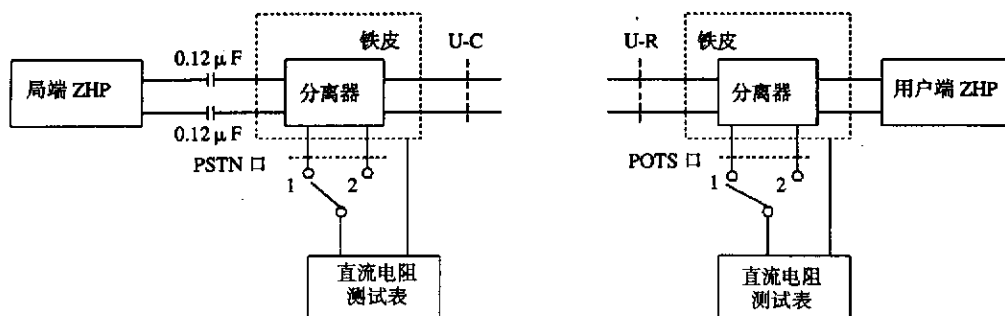 铁皮
U-C
0.12 μ F
局端 ZHP
分离器
0.12 μ F
PSTN 口
1
2
直流电阻
测试表
U-R
铁皮
分离器
用户端 ZHP
POTS 口
1
2
直流电阻
测试表